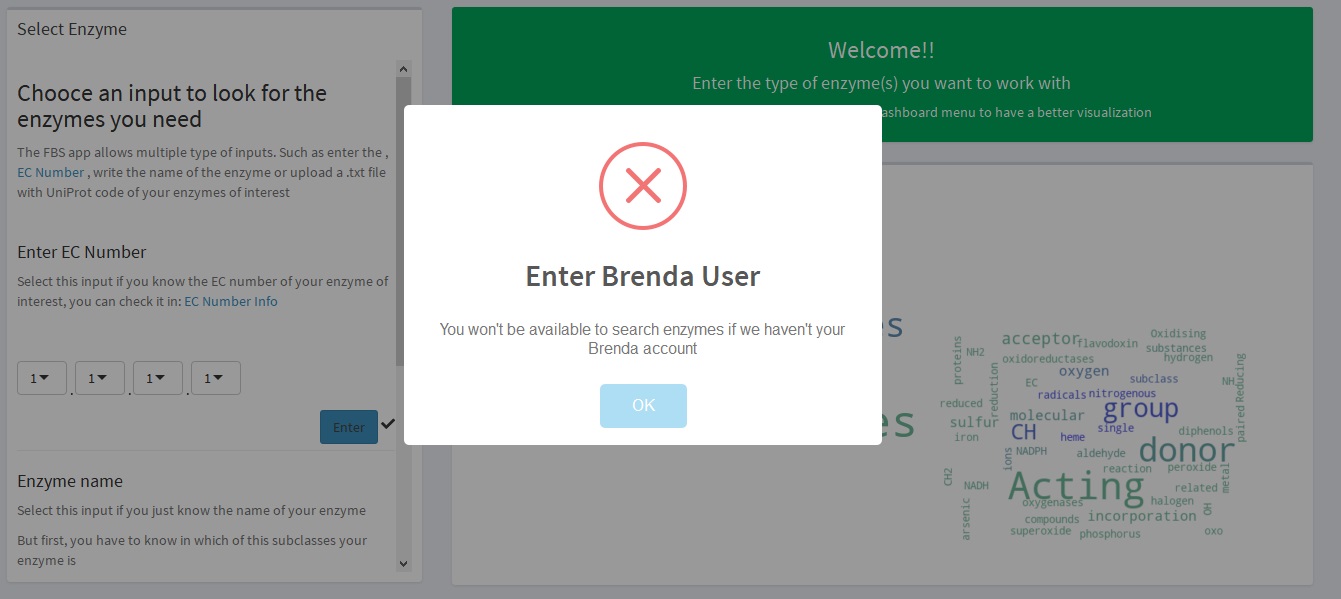 Select Enzyme
Chooce an input to look for the
enzymes you need
The FBS app allows multiple type of inputs. Such as enter the ,
EC Number , write the name of the enzyme or upload a .txt file
with UniProt code of your enzymes of interest
Enter EC Number
Select this input if you know the EC number of your enzyme of
interest, you can check it in: EC Number Info
1 . 1 . 1 . 1
Enter
Enzyme name
Select this input if you just know the name of your enzyme
But first, you have to know in which of this subclasses your
enzyme is
Welcome!!
Enter the type of enzyme(s) you want to work with
ashboard menu to have a better visualization
Enter Brenda User
You won't be available to search enzymes if we haven't your
Brenda account
OK
es
es
proteins
NH2
acceptor
flavodoxin
Oxidising
substances
hydrogen
oxidoreductases
oxygen
reduction
EC
subclass
NH
Reducing
radicals
nitrogenous
reduced
molecular
group
paired
sulfur
CH
heme
single
iron
diphenols
ions
NADPH
aldehyde
donor
CH2
reaction
peroxide
metal
NADH
Acting
related
arsenic
oxygenases
halogen
OH
compounds
incorporation
superoxide
phosphorus
oxo